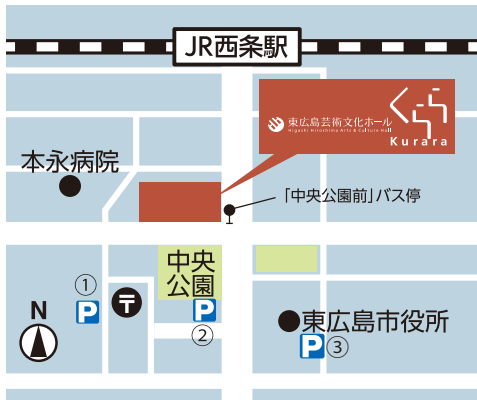 JR西条駅
東広島芸術文化ホール
Higashi Hiroshima Arts & Culture Hall
くらら
Kurara
本永病院
「中央公園前」バス停
中央
公園
①
P
〒
P
②
N
東広島市役所
P③